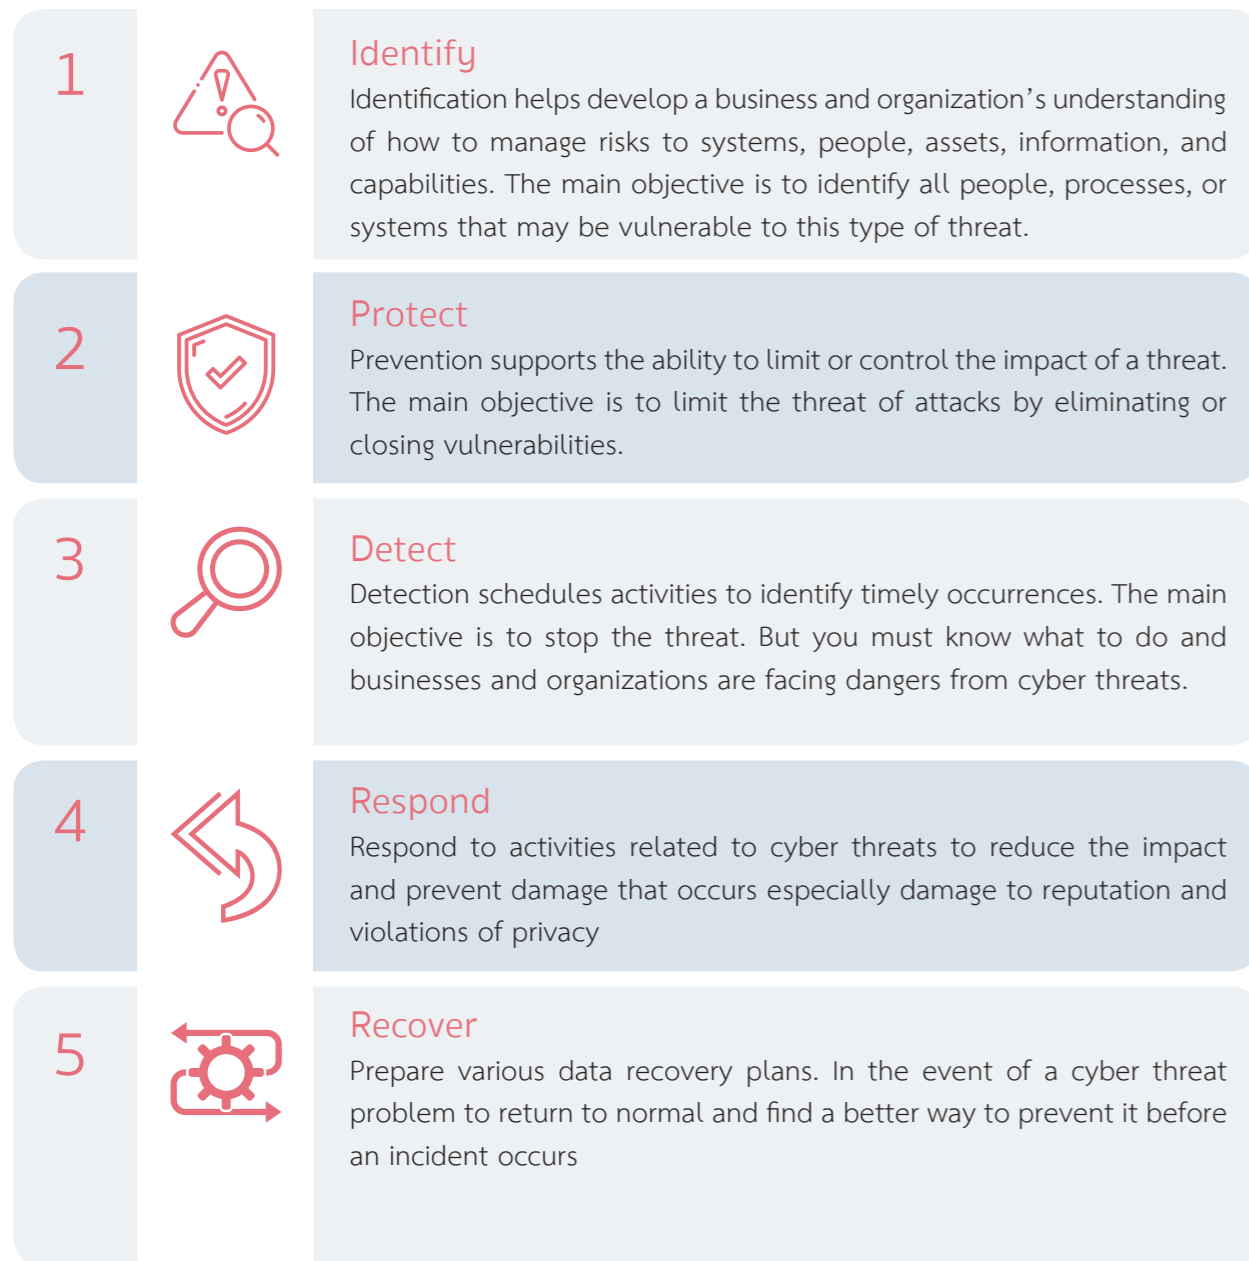 1
Identify
Identification helps develop a business and organization’s understanding
of how to manage risks to systems, people, assets, information, and
capabilities. The main objective is to identify all people, processes, or
systems that may be vulnerable to this type of threat.
2
Protect
Prevention supports the ability to limit or control the impact of a threat.
The main objective is to limit the threat of attacks by eliminating or
closing vulnerabilities.
3
Detect
Detection schedules activities to identify timely occurrences. The main
objective is to stop the threat. But you must know what to do and
businesses and organizations are facing dangers from cyber threats.
4
Respond
Respond to activities related to cyber threats to reduce the impact
and prevent damage that occurs especially damage to reputation and
violations of privacy
5
Recover
Prepare various data recovery plans. In the event of a cyber threat
problem to return to normal and find a better way to prevent it before
an incident occurs